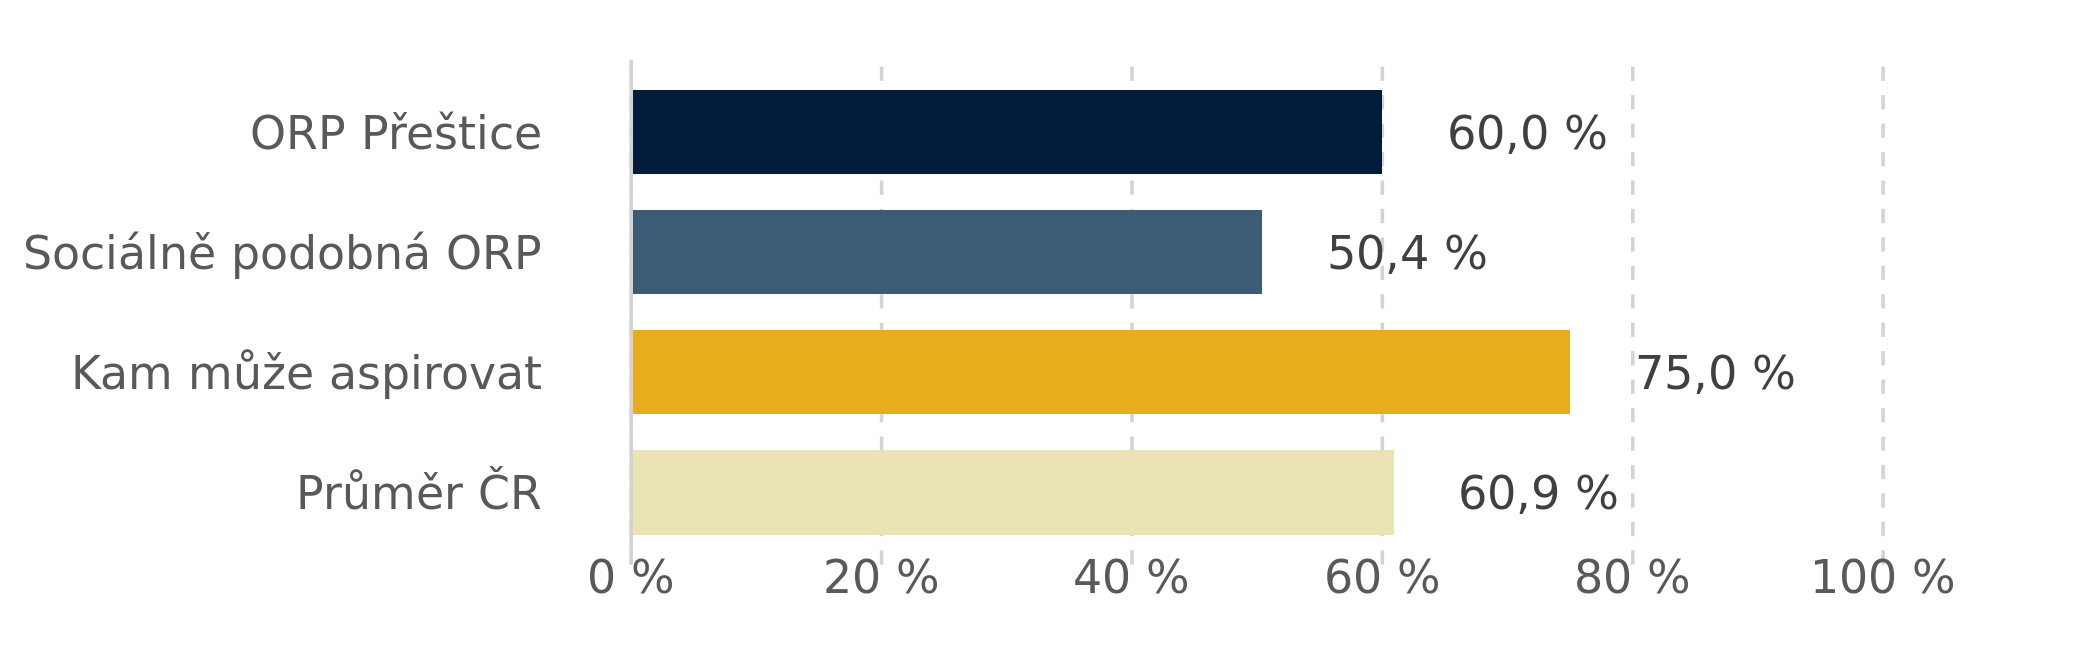 ORP Přeštice 60,0 %
Sociálně podobná ORP 50,4 %
Kam může aspirovat 75,0 %
Průměr ČR 60,9 %
0 % 20 % 40 % 60 % 80 % 100 %